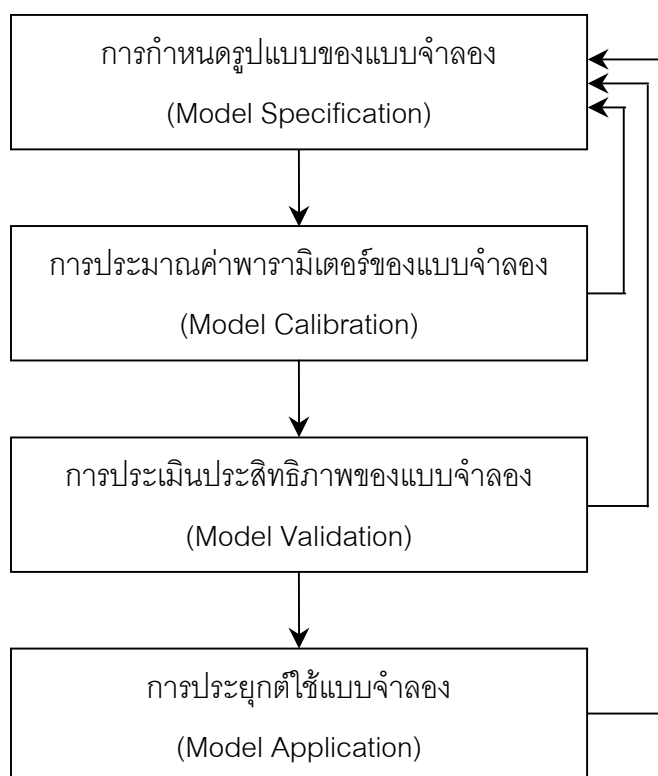 การกำหนดรูปแบบของแบบจำลอง
(Model Specification)
การประมาณค่าพารามิเตอร์ของแบบจำลอง
(Model Calibration)
การประเมินประสิทธิภาพของแบบจำลอง
(Model Validation)
การประยุกต์ใช้แบบจำลอง
(Model Application)